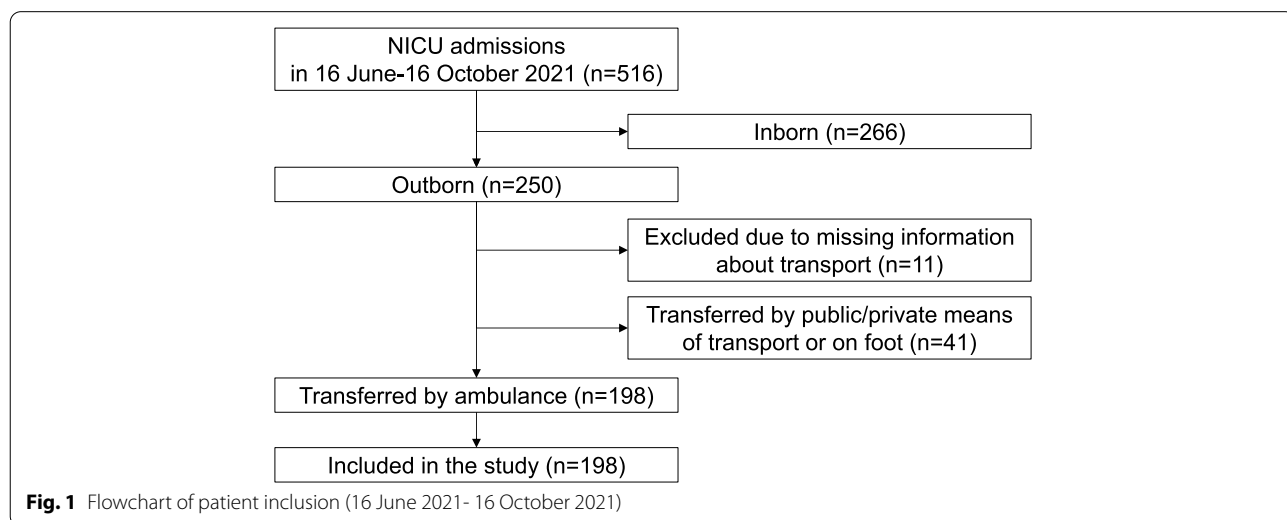 NICU admissions
in 16 June-16 October 2021 (n=516)
Inborn (n=266)
Outborn (n=250)
Excluded due to missing information
about transport (n=11)
Transferred by public/private means
of transport or on foot (n=41)
Transferred by ambulance (n=198)
Included in the study (n=198)
Fig. 1 Flowchart of patient inclusion (16 June 2021- 16 October 2021)